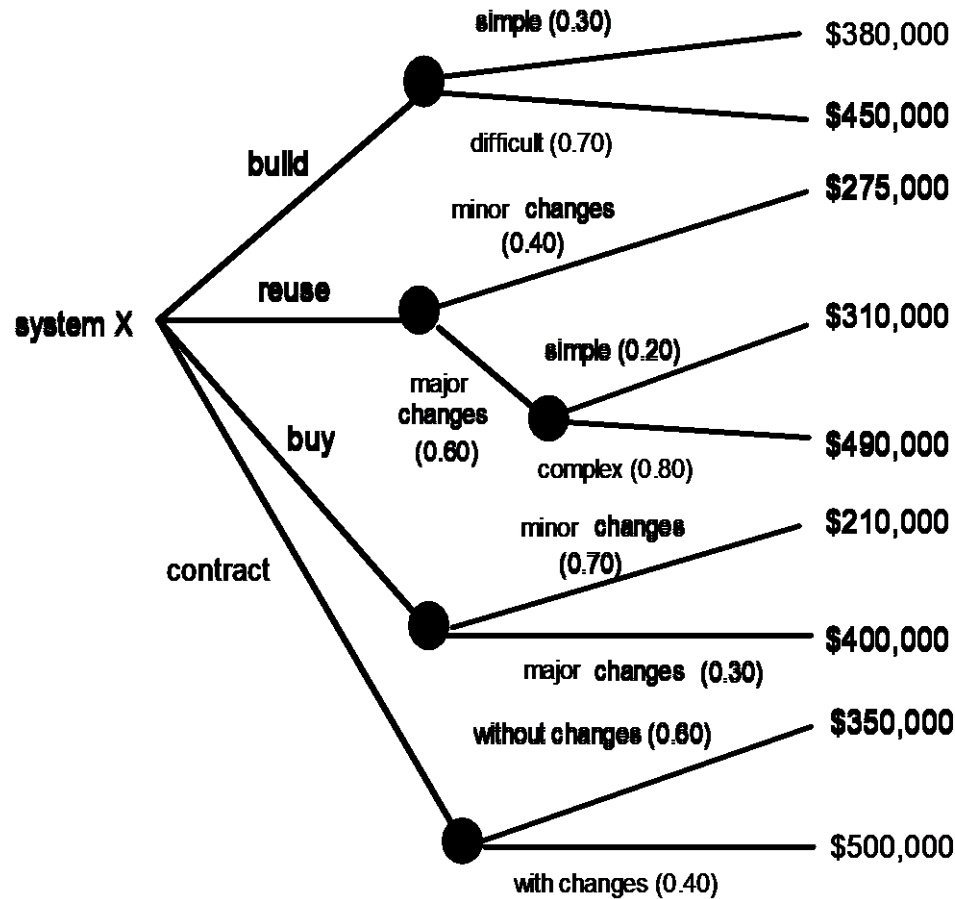 simple (0.30)
$380,000
$450,000
difficult (0.70)
build
$275,000
minor changes
(0.40)
reuse
system X
$310,000
simple (0.20)
major
changes
(0.60)
$490,000
complex (0.80)
buy
$210,000
minor changes
(0.70)
contract
$400,000
major changes (0.30)
$350,000
without changes (0.60)
$500,000
with changes (0.40)